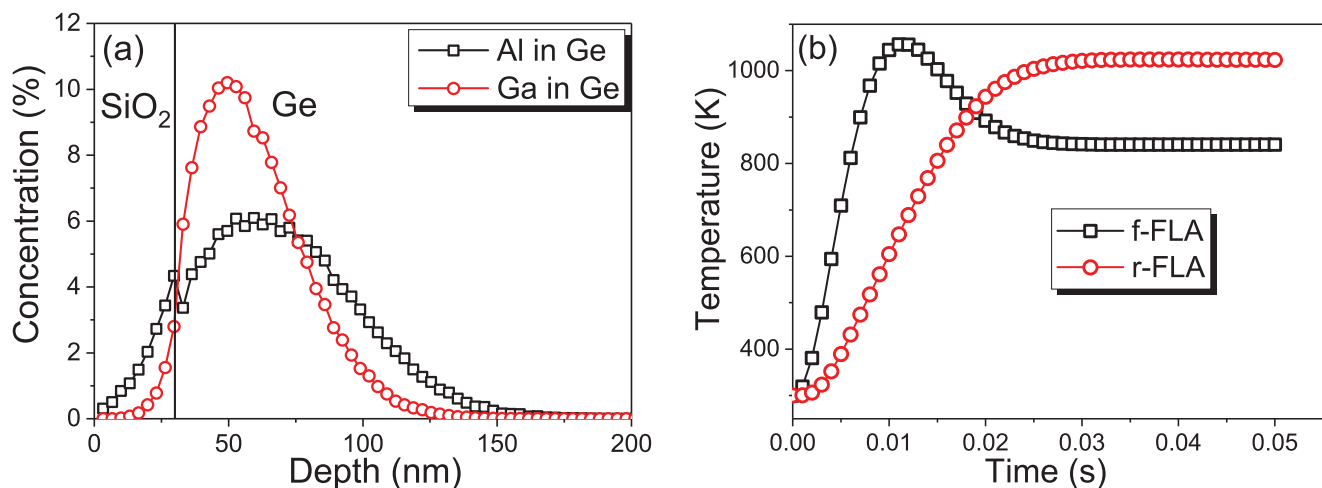 (a)
SiO2
Ge
Al in Ge
Ga in Ge
Concentration (%)
12
10
8
6
4
2
0
0 50 100 150 200
Depth (nm)
(b)
f-FLA
r-FLA
Temperature (K)
1000
800
600
400
0.00 0.01 0.02 0.03 0.04 0.05
Time (s)